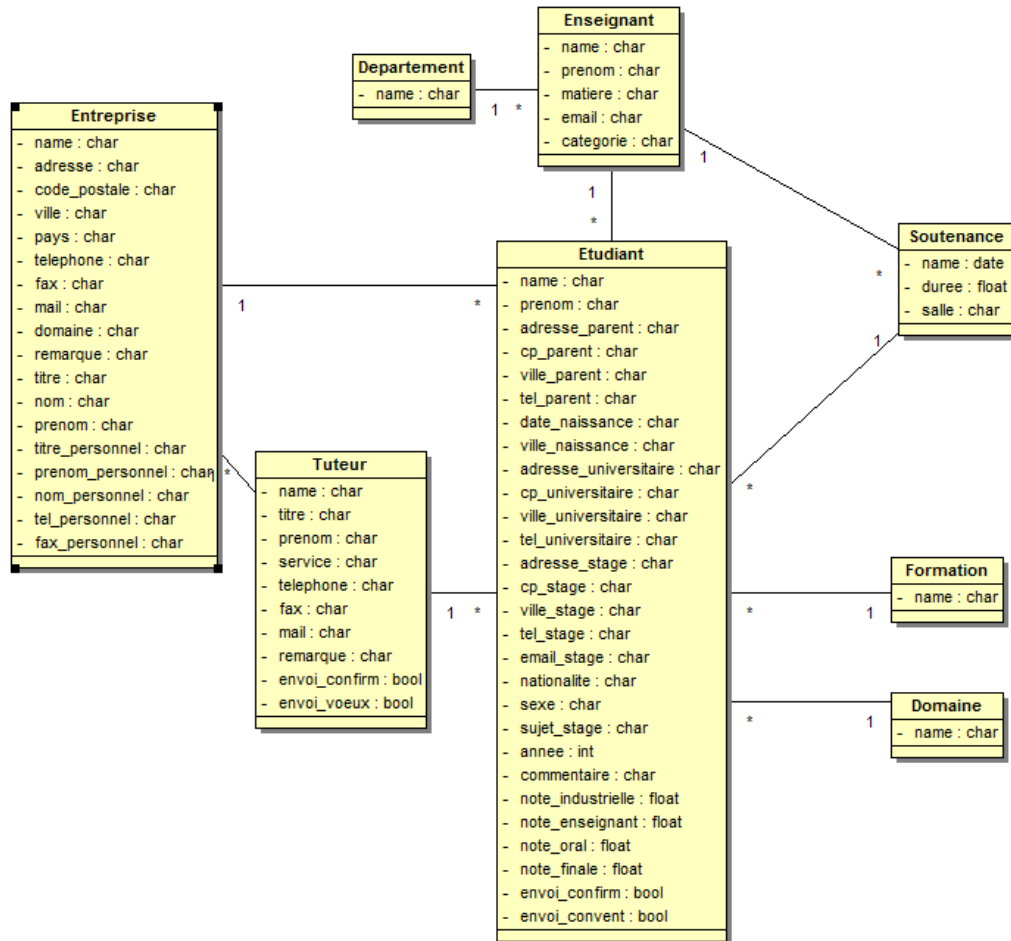 Enseignant
- name : char
- prenom : char
- matiere : char
- email : char
- categorie : char
Departement
- name : char
1 *
1
*
1
*
Entreprise
- name : char
- adresse : char
- code_postale : char
- ville : char
- pays : char
- telephone : char
- fax : char
- mail : char
- domaine : char
- remarque : char
- titre : char
- nom : char
- prenom : char
- titre_personnel : char
- prenom_personnel : char
- nom_personnel : char
- tel_personnel : char
- fax_personnel : char
1 *
1 *
Soutenance
- name : date
- duree : float
- salle : char
1
*
Etudiant
- name : char
- prenom : char
- adresse_parent : char
- cp_parent : char
- ville_parent : char
- tel_parent : char
- date_naissance : char
- ville_naissance : char
- adresse_universitaire : char
- cp_universitaire : char
- ville_universitaire : char
- tel_universitaire : char
- adresse_stage : char
- cp_stage : char
- ville_stage : char
- tel_stage : char
- email_stage : char
- nationalite : char
- sexe : char
- sujet_stage : char
- annee : int
- commentaire : char
- note_industrielle : float
- note_enseignant : float
- note_oral : float
- note_finale : float
- envoi_confirm : bool
- envoi_convent : bool
Tuteur
- name : char
- titre : char
- prenom : char
- service : char
- telephone : char
- fax : char
- mail : char
- remarque : char
- envoi_confirm : bool
- envoi_voeux : bool
1 *
Formation
- name : char
* 1
Domaine
- name : char
* 1